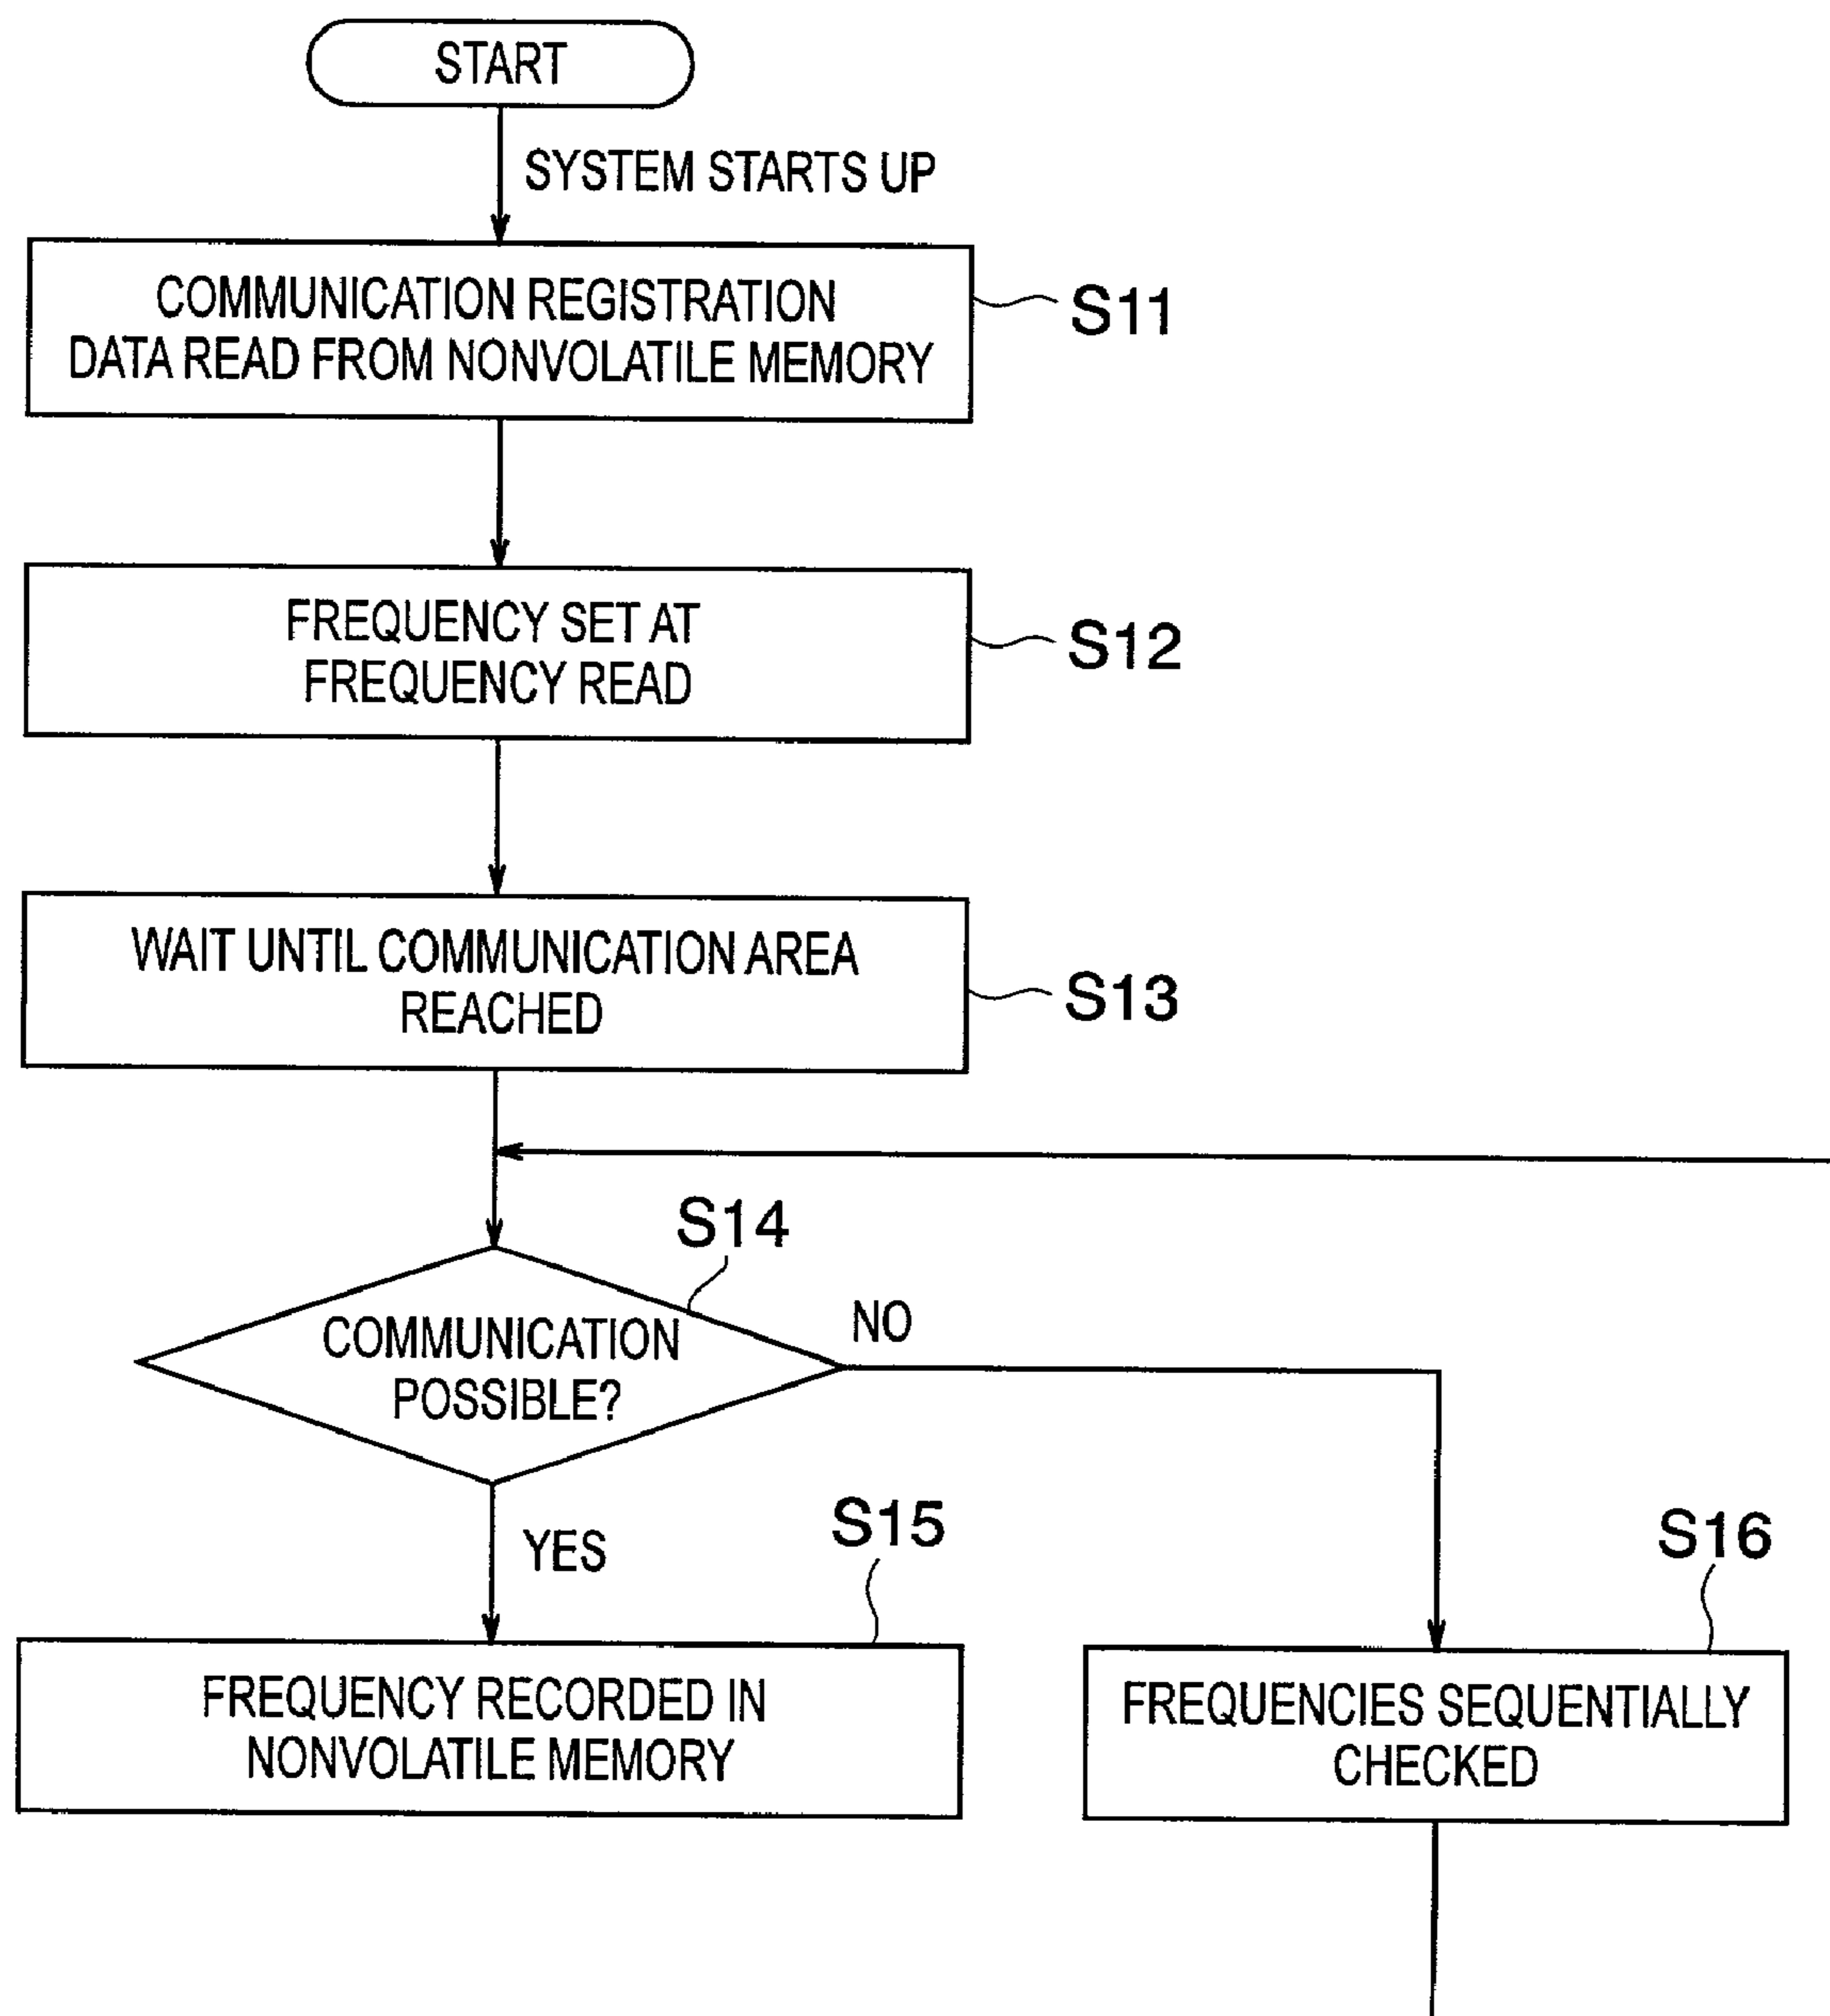 START
SYSTEM STARTS UP
COMMUNICATION REGISTRATION
DATA READ FROM NONVOLATILE MEMORY
S11
FREQUENCY SET AT
FREQUENCY READ
S12
WAIT UNTIL COMMUNICATION AREA
REACHED
S13
S14
COMMUNICATION
POSSIBLE?
NO
YES
S15
FREQUENCY RECORDED IN
NONVOLATILE MEMORY
S16
FREQUENCIES SEQUENTIALLY
CHECKED